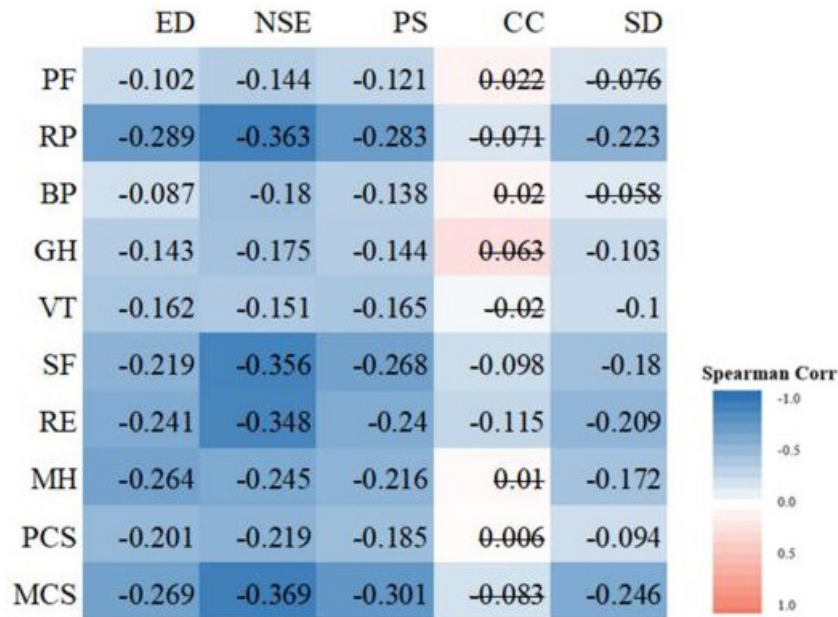 ED NSE PS CC SD
PF -0.102 -0.144 -0.121 0.022 -0.076
RP -0.289 -0.363 -0.283 -0.071 -0.223
BP -0.087 -0.18 -0.138 0.02 -0.058
GH -0.143 -0.175 -0.144 0.063 -0.103
VT -0.162 -0.151 -0.165 -0.02 -0.1
SF -0.219 -0.356 -0.268 -0.098 -0.18
RE -0.241 -0.348 -0.24 -0.115 -0.209
MH -0.264 -0.245 -0.216 0.01 -0.172
PCS -0.201 -0.219 -0.185 0.006 -0.094
MCS -0.269 -0.369 -0.301 -0.083 -0.246
Spearman Corr
-1.0
-0.5
0.0
0.5
1.0